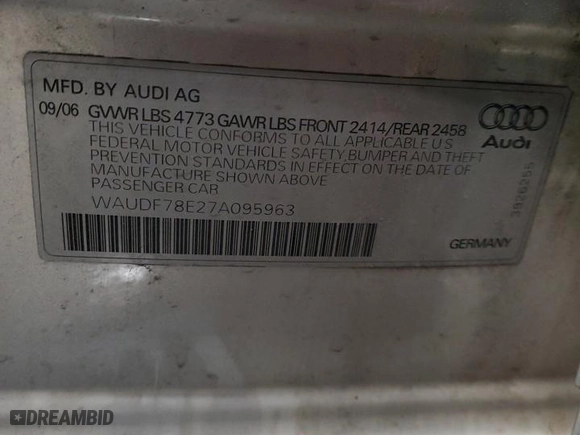 MFD. BY AUDI AG
09/06 GVWR LBS 4773 GAWR LBS FRONT 2414/REAR 2458
THIS VEHICLE CONFORMS TO ALL APPLICABLE U.S
FEDERAL MOTOR VEHICLE SAFETY, BUMPER AND THEFT
PREVENTION STANDARDS IN EFFECT ON THE DATE OF
MANUFACTURE SHOWN ABOVE
PASSENGER CAR
WAUDF78E27A095963
Audi
3926255
GERMANY
DREAMBID